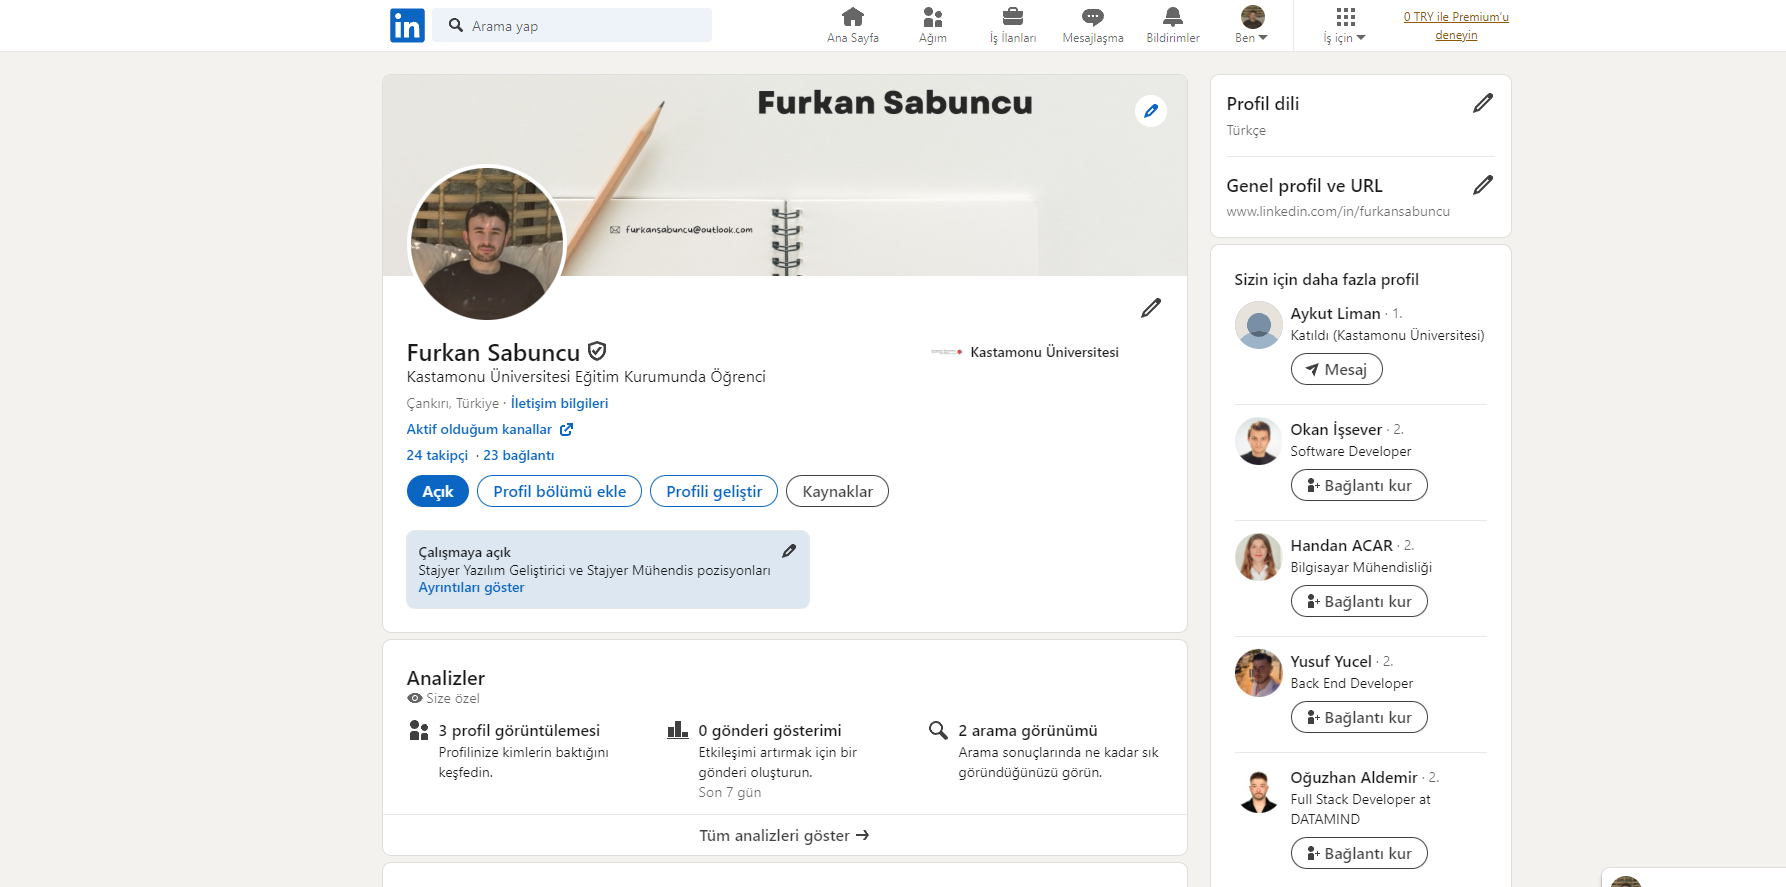 in
Arama yap
Ana Sayfa
Ağım
İş İlanları
Mesajlaşma
Bildirimler
Ben
İş için
0 TRY ile Premium'u
deneyin
Furkan Sabuncu
furkansabuncu@outlook.com
Furkan Sabuncu
Kastamonu Üniversitesi Eğitim Kurumunda Öğrenci
Çankırı, Türkiye · İletişim bilgileri
Aktif olduğum kanallar
24 takipçi · 23 bağlantı
Açık
Profil bölümü ekle
Profili geliştir
Kaynaklar
Kastamonu Üniversitesi
Çalışmaya açık
Stajyer Yazılım Geliştirici ve Stajyer Mühendis pozisyonları
Ayrıntıları göster
Analizler
Size özel
3 profil görüntülemesi
Profilinize kimlerin baktığını
keşfedin.
0 gönderi gösterimi
Etkileşimi artırmak için bir
gönderi oluşturun.
Son 7 gün
2 arama görünümü
Arama sonuçlarında ne kadar sık
göründüğünüzü görün.
Tüm analizleri göster →
Profil dili
Türkçe
Genel profil ve URL
www.linkedin.com/in/furkansabuncu
Sizin için daha fazla profil
Aykut Liman · 1.
Katıldı (Kastamonu Üniversitesi)
Mesaj
Okan İşsever · 2.
Software Developer
Bağlantı kur
Handan ACAR · 2.
Bilgisayar Mühendisliği
Bağlantı kur
Yusuf Yucel · 2.
Back End Developer
Bağlantı kur
Oğuzhan Aldemir · 2.
Full Stack Developer at
DATAMIND
Bağlantı kur